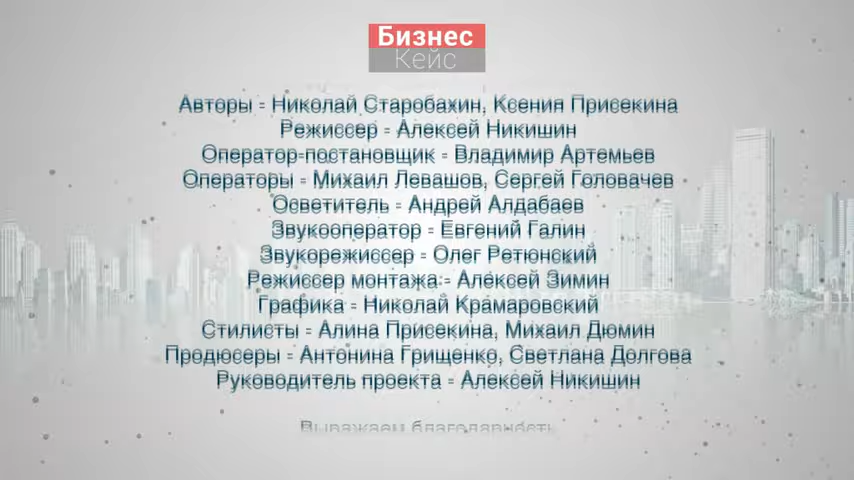 Бизнес
Кейс
Авторы - Николай Старобахин, Ксения Присекина
Режиссер - Алексей Никишин
Оператор-постановщик - Владимир Артемьев
Операторы - Михаил Левашов, Сергей Головачев
Осветитель - Андрей Алдабаев
Звукооператор - Евгений Галин
Звукорежиссер - Олег Ретюнский
Режиссер монтажа - Алексей Зимин
Графика - Николай Крамаровский
Стилисты - Алина Присекина, Михаил Дюмин
Продюсеры - Антонина Грищенко, Светлана Долгова
Руководитель проекта - Алексей Никишин
Выражаем благодарность